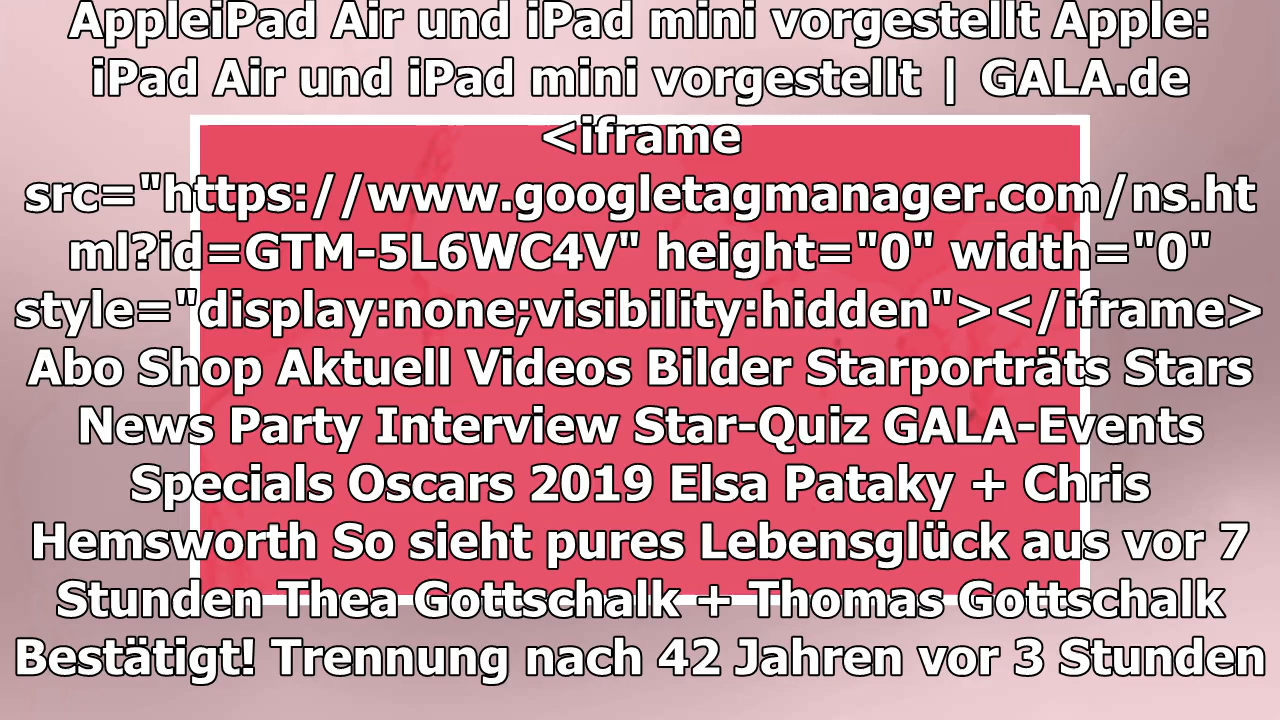 AppleiPad Air und iPad mini vorgestellt Apple:
iPad Air und iPad mini vorgestellt | GALA.de
<iframe
src="https://www.googletagmanager.com/ns.ht
ml?id=GTM-5L6WC4V" height="0" width="0"
style="display:none;visibility:hidden"></iframe>
Abo Shop Aktuell Videos Bilder Starporträts Stars
News Party Interview Star-Quiz GALA-Events
Specials Oscars 2019 Elsa Pataky + Chris
Hemsworth So sieht pures Lebensglück aus vor 7
Stunden Thea Gottschalk + Thomas Gottschalk
Bestätigt! Trennung nach 42 Jahren vor 3 Stunden